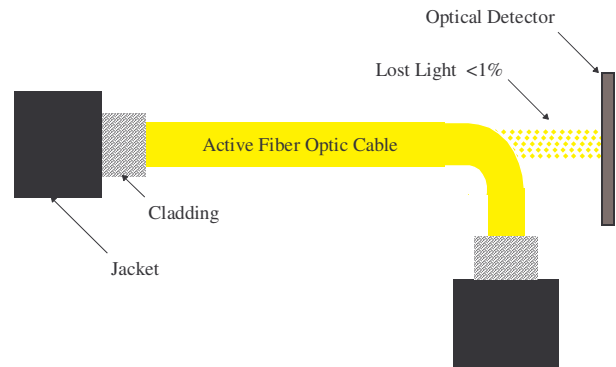 Optical Detector
Lost Light <1%
Active Fiber Optic Cable
Cladding
Jacket